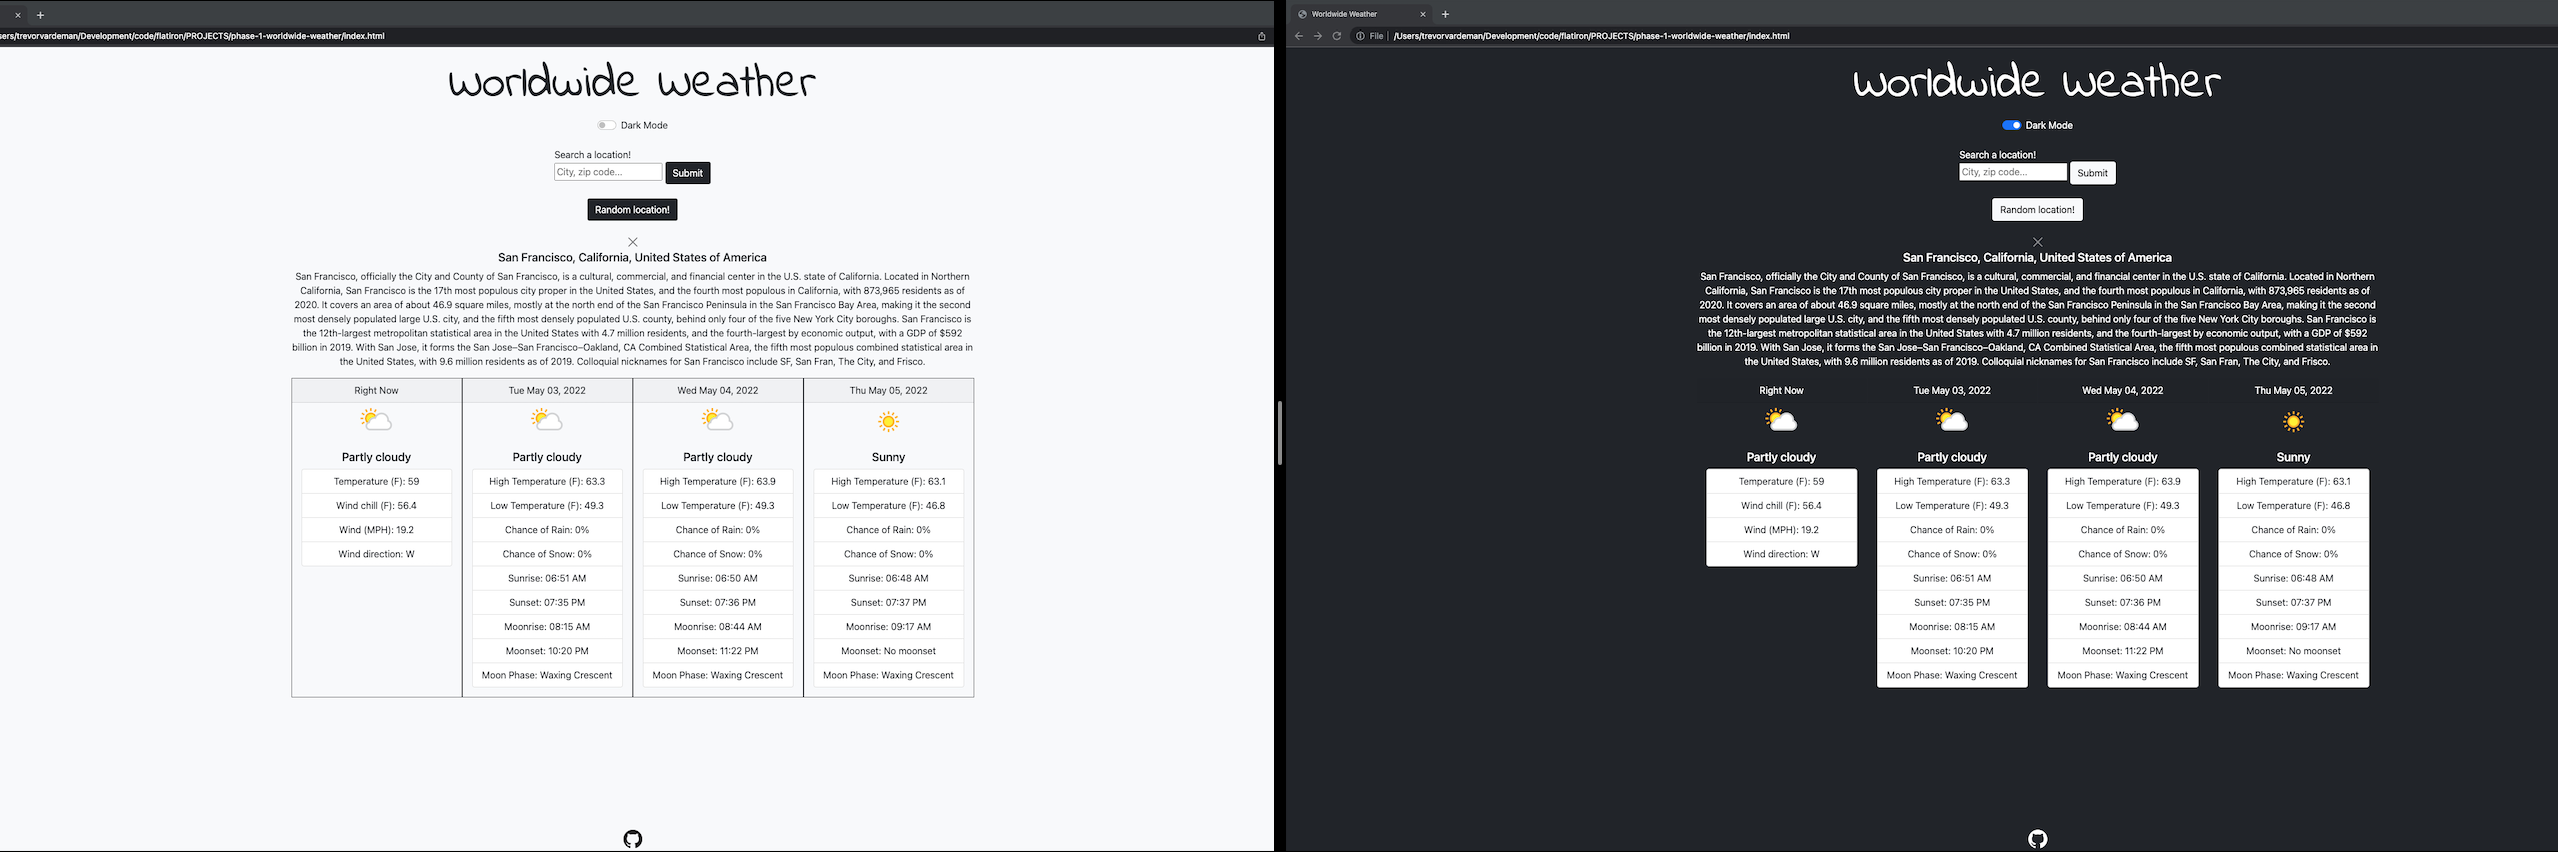 sers/trevorvardeman/Development/code/flatiron/PROJECTS/phase-1-worldwide-weather/index.html
worldwide weather
Dark Mode
Search a location!
City, zip code...
Submit
Random location!
San Francisco, California, United States of America
San Francisco, officially the City and County of San Francisco, is a cultural, commercial, and financial center in the U.S. state of California. Located in Northern
California, San Francisco is the 17th most populous city proper in the United States, and the fourth most populous in California, with 873,965 residents as of
2020. It covers an area of about 46.9 square miles, mostly at the north end of the San Francisco Peninsula in the San Francisco Bay Area, making it the second
most densely populated large U.S. city, and the fifth most densely populated U.S. county, behind only four of the five New York City boroughs. San Francisco is
the 12th-largest metropolitan statistical area in the United States with 4.7 million residents, and the fourth-largest by economic output, with a GDP of $592
billion in 2019. With San Jose, it forms the San Jose–San Francisco–Oakland, CA Combined Statistical Area, the fifth most populous combined statistical area in
the United States, with 9.6 million residents as of 2019. Colloquial nicknames for San Francisco include SF, San Fran, The City, and Frisco.
Right Now
Partly cloudy
Temperature (F): 59
Wind chill (F): 56.4
Wind (MPH): 19.2
Wind direction: W
Tue May 03, 2022
Partly cloudy
High Temperature (F): 63.3
Low Temperature (F): 49.3
Chance of Rain: 0%
Chance of Snow: 0%
Sunrise: 06:51 AM
Sunset: 07:35 PM
Moonrise: 08:15 AM
Moonset: 10:20 PM
Moon Phase: Waxing Crescent
Wed May 04, 2022
Partly cloudy
High Temperature (F): 63.9
Low Temperature (F): 49.3
Chance of Rain: 0%
Chance of Snow: 0%
Sunrise: 06:50 AM
Sunset: 07:36 PM
Moonrise: 08:44 AM
Moonset: 11:22 PM
Moon Phase: Waxing Crescent
Thu May 05, 2022
Sunny
High Temperature (F): 63.1
Low Temperature (F): 46.8
Chance of Rain: 0%
Chance of Snow: 0%
Sunrise: 06:48 AM
Sunset: 07:37 PM
Moonrise: 09:17 AM
Moonset: No moonset
Moon Phase: Waxing Crescent
Worldwide Weather
File /Users/trevorvardeman/Development/code/flatiron/PROJECTS/phase-1-worldwide-weather/index.html
worldwide weather
Dark Mode
Search a location!
City, zip code...
Submit
Random location!
San Francisco, California, United States of America
San Francisco, officially the City and County of San Francisco, is a cultural, commercial, and financial center in the U.S. state of California. Located in Northern
California, San Francisco is the 17th most populous city proper in the United States, and the fourth most populous in California, with 873,965 residents as of
2020. It covers an area of about 46.9 square miles, mostly at the north end of the San Francisco Peninsula in the San Francisco Bay Area, making it the second
most densely populated large U.S. city, and the fifth most densely populated U.S. county, behind only four of the five New York City boroughs. San Francisco is
the 12th-largest metropolitan statistical area in the United States with 4.7 million residents, and the fourth-largest by economic output, with a GDP of $592
billion in 2019. With San Jose, it forms the San Jose–San Francisco–Oakland, CA Combined Statistical Area, the fifth most populous combined statistical area in
the United States, with 9.6 million residents as of 2019. Colloquial nicknames for San Francisco include SF, San Fran, The City, and Frisco.
Right Now
Partly cloudy
Temperature (F): 59
Wind chill (F): 56.4
Wind (MPH): 19.2
Wind direction: W
Tue May 03, 2022
Partly cloudy
High Temperature (F): 63.3
Low Temperature (F): 49.3
Chance of Rain: 0%
Chance of Snow: 0%
Sunrise: 06:51 AM
Sunset: 07:35 PM
Moonrise: 08:15 AM
Moonset: 10:20 PM
Moon Phase: Waxing Crescent
Wed May 04, 2022
Partly cloudy
High Temperature (F): 63.9
Low Temperature (F): 49.3
Chance of Rain: 0%
Chance of Snow: 0%
Sunrise: 06:50 AM
Sunset: 07:36 PM
Moonrise: 08:44 AM
Moonset: 11:22 PM
Moon Phase: Waxing Crescent
Thu May 05, 2022
Sunny
High Temperature (F): 63.1
Low Temperature (F): 46.8
Chance of Rain: 0%
Chance of Snow: 0%
Sunrise: 06:48 AM
Sunset: 07:37 PM
Moonrise: 09:17 AM
Moonset: No moonset
Moon Phase: Waxing Crescent